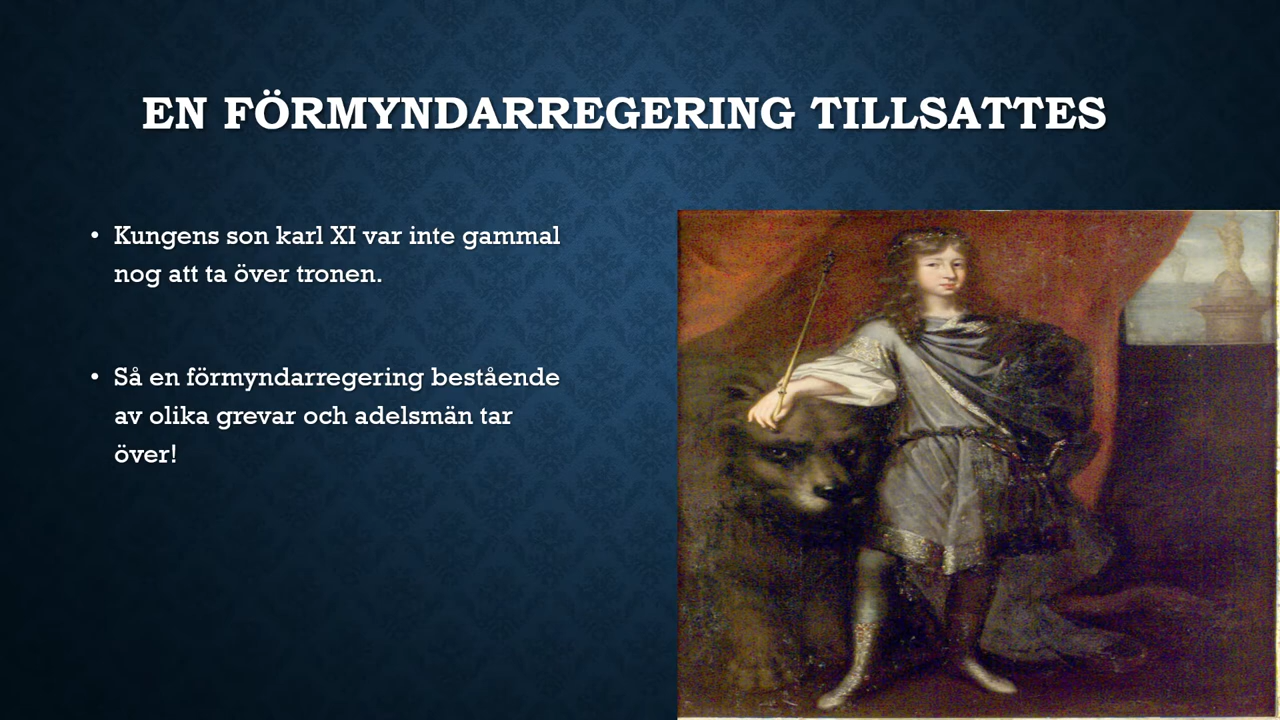 EN FÖRMYNDARREGERING TILLSATTES
• Kungens son karl XI var inte gammal
nog att ta över tronen.
• Så en förmyndarregering bestående
av olika grevar och adelsmän tar
över!